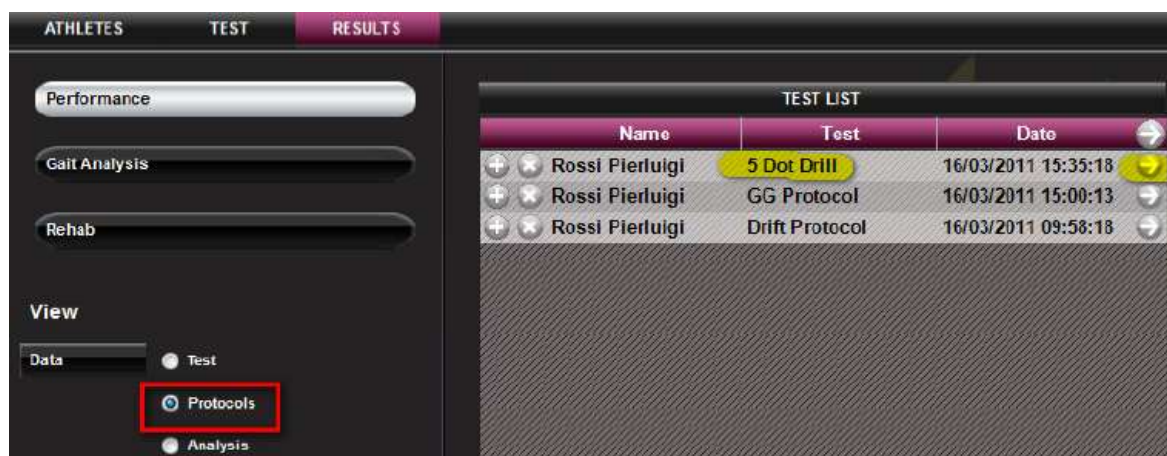 ATHLETES TEST RESULTS
Performance
Gait Analysis
Rehab
View
Data
Test
Protocols
Analysis
TEST LIST
Name Test Date
Rossi Pierluigi 5 Dot Drill 16/03/2011 15:35:18
Rossi Pierluigi GG Protocol 16/03/2011 15:00:13
Rossi Pierluigi Drift Protocol 16/03/2011 09:58:18